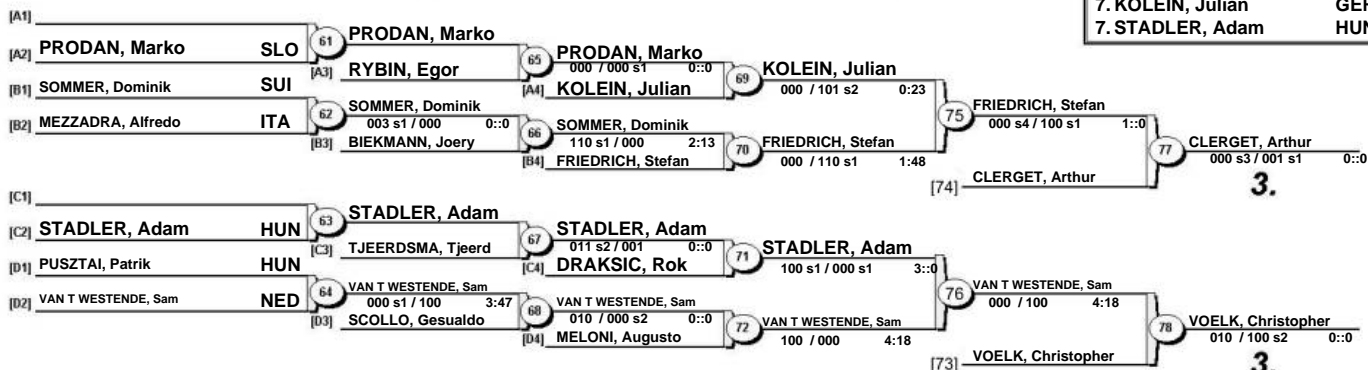 7. KOLEIN, Julian
7. STADLER, Adam HUN
[A1]
[A2] PRODAN, Marko SLO
61
PRODAN, Marko
[A3] RYBIN, Egor
65
PRODAN, Marko
000 / 000 s1 0::0
[A4] KOLEIN, Julian
69
KOLEIN, Julian
000 / 101 s2 0:23
[B1] SOMMER, Dominik SUI
[B2] MEZZADRA, Alfredo ITA
62
SOMMER, Dominik
003 s1 / 000 0::0
[B3] BIEKMANN, Joery
66
SOMMER, Dominik
110 s1 / 000 2:13
[B4] FRIEDRICH, Stefan
70
FRIEDRICH, Stefan
000 / 110 s1 1:48
75
FRIEDRICH, Stefan
000 s4 / 100 s1 1::0
[74] CLERGET, Arthur
77
CLERGET, Arthur
000 s3 / 001 s1 0::0
3.
[C1]
[C2] STADLER, Adam HUN
63
STADLER, Adam
[C3] TJEERDSMA, Tjeerd
67
STADLER, Adam
011 s2 / 001 0::0
[C4] DRAKSIC, Rok
71
STADLER, Adam
100 s1 / 000 s1 3::0
[D1] PUSZTAI, Patrik HUN
[D2] VAN T WESTENDE, Sam NED
64
VAN T WESTENDE, Sam
000 s1 / 100 3:47
[D3] SCOLLO, Gesualdo
68
VAN T WESTENDE, Sam
010 / 000 s2 0::0
[D4] MELONI, Augusto
72
VAN T WESTENDE, Sam
100 / 000 4:18
76
VAN T WESTENDE, Sam
000 / 100 4:18
[73] VOELK, Christopher
78
VOELK, Christopher
010 / 100 s2 0::0
3.